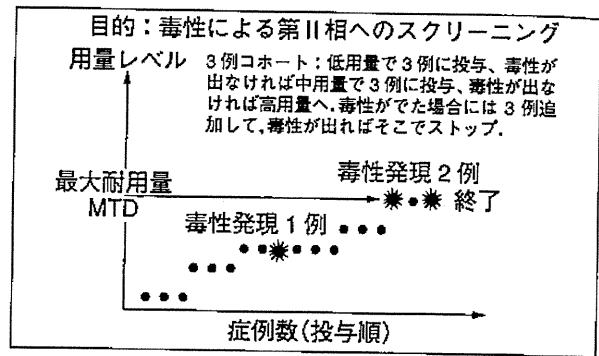 目的：毒性による第II相へのスクリーニング
用量レベル
3例コホート：低用量で3例に投与、毒性が
出なければ中用量で3例に投与、毒性が出な
ければ高用量へ.毒性がでた場合には3例追
加して,毒性が出ればそこでストップ.
毒性発現2例
最大耐用量
MTD
終了
毒性発現1例
症例数(投与順)